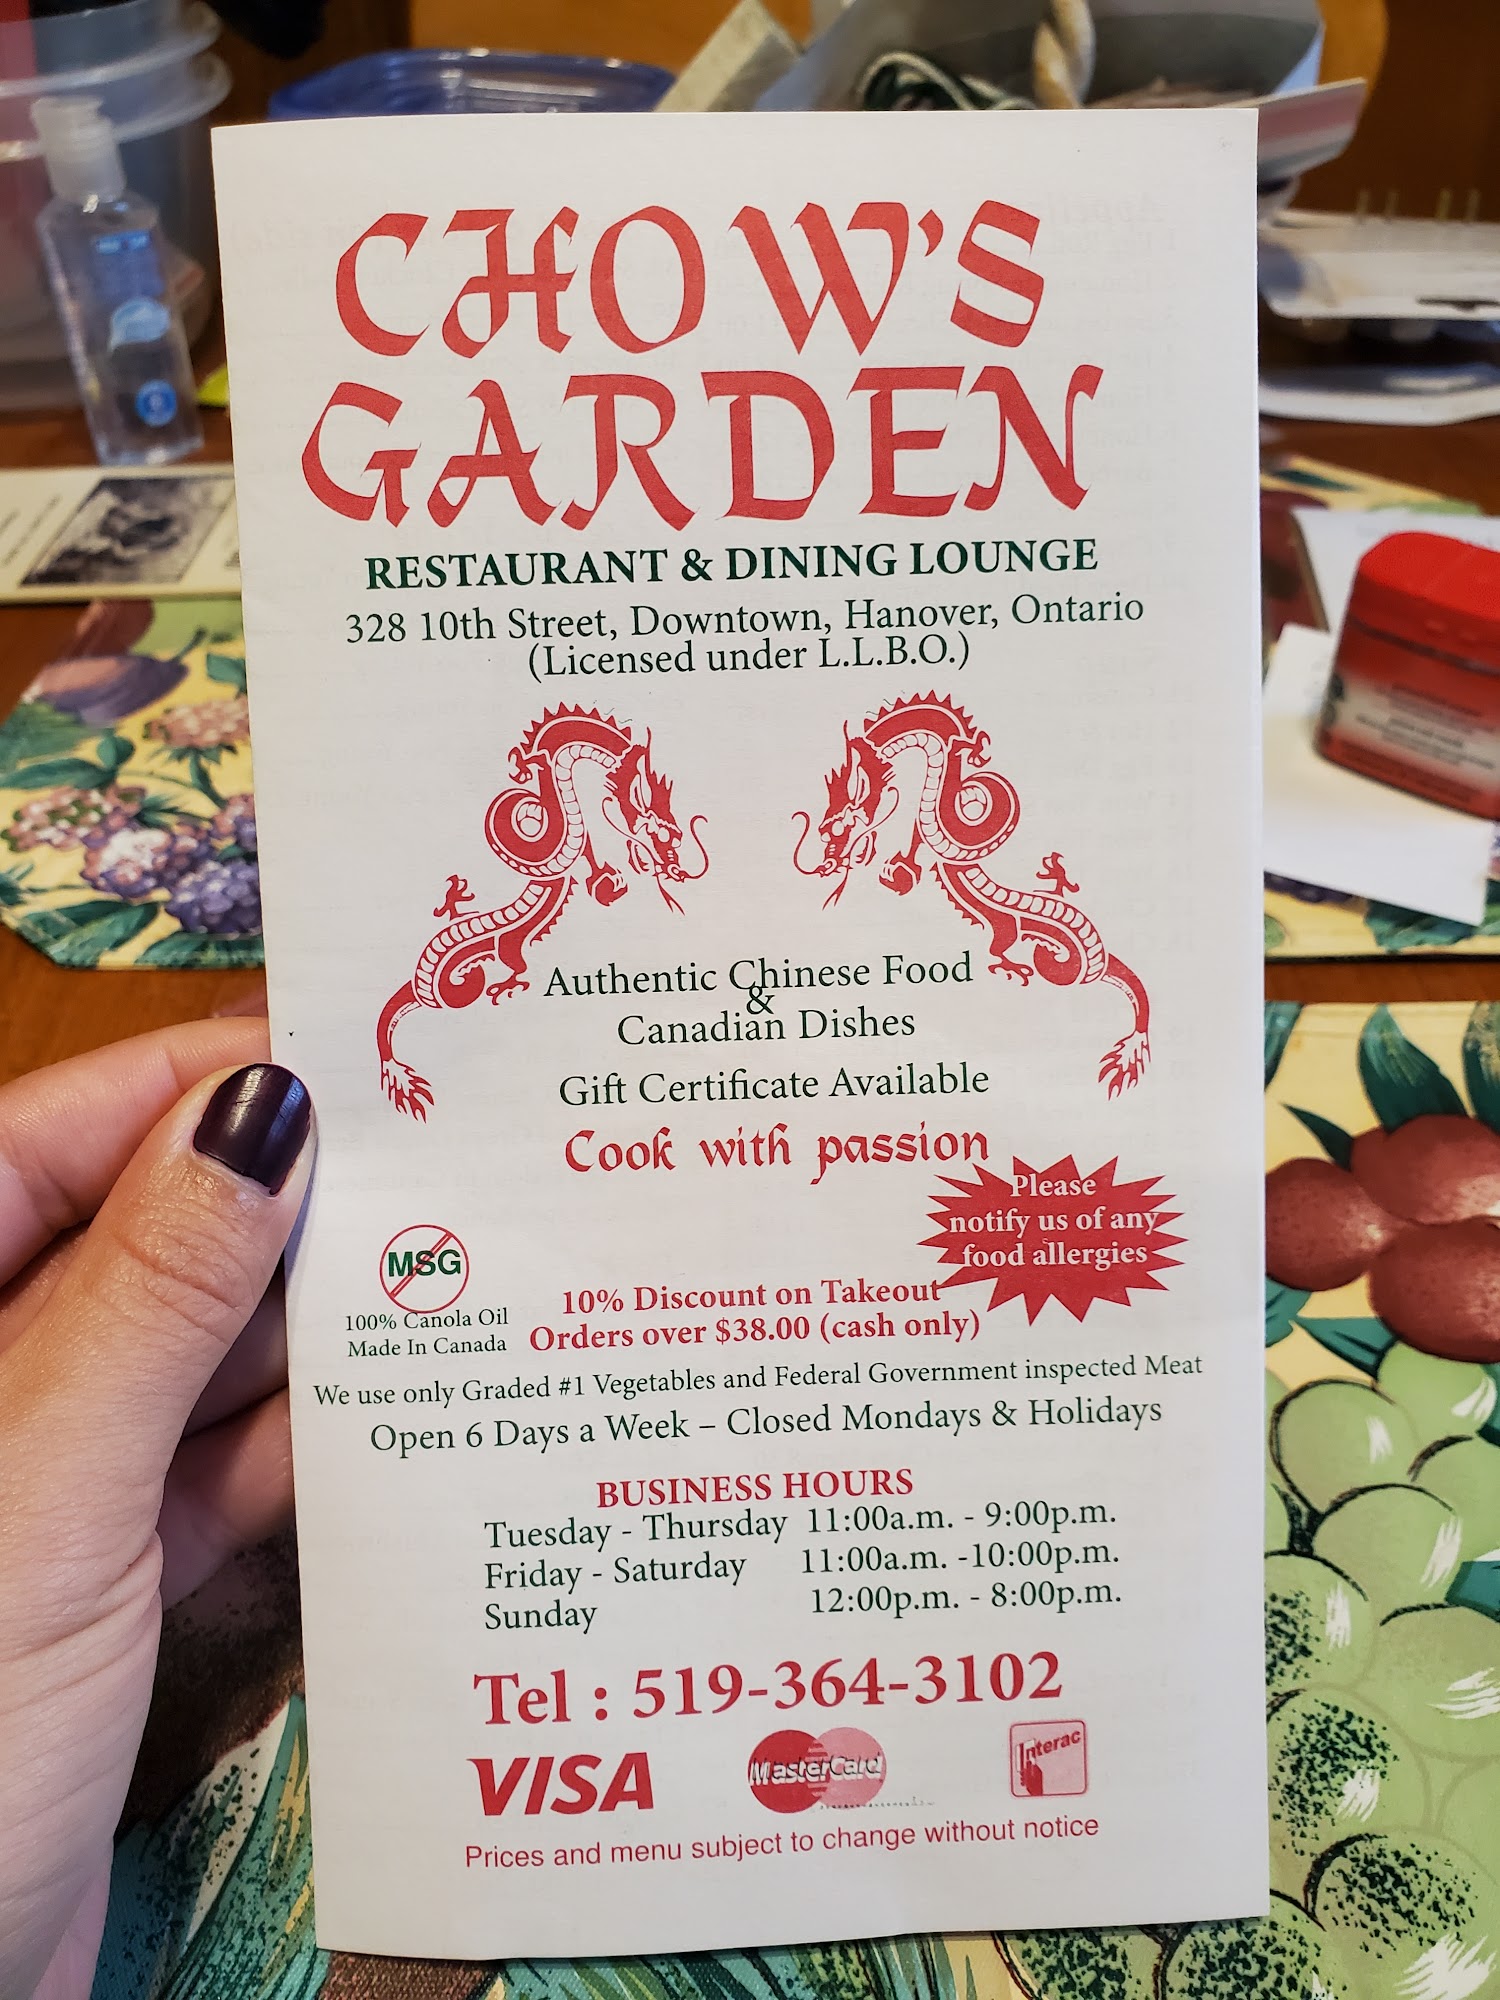 CHOW'S
GARDEN
RESTAURANT & DINING LOUNGE
328 10th Street, Downtown, Hanover, Ontario
(Licensed under L.L.B.O.)
Authentic Chinese Food
&
Canadian Dishes
Gift Certificate Available
Cook with passion
Please
notify us of any
food allergies
MSG
100% Canola Oil
Made In Canada
10% Discount on Takeout
Orders over $38.00 (cash only)
We use only Graded #1 Vegetables and Federal Government inspected Meat
Open 6 Days a Week – Closed Mondays & Holidays
BUSINESS HOURS
Tuesday - Thursday 11:00a.m. - 9:00p.m.
Friday - Saturday 11:00a.m. -10:00p.m.
Sunday 12:00p.m. - 8:00p.m.
Tel : 519-364-3102
VISA MasterCard Interac
Prices and menu subject to change without notice